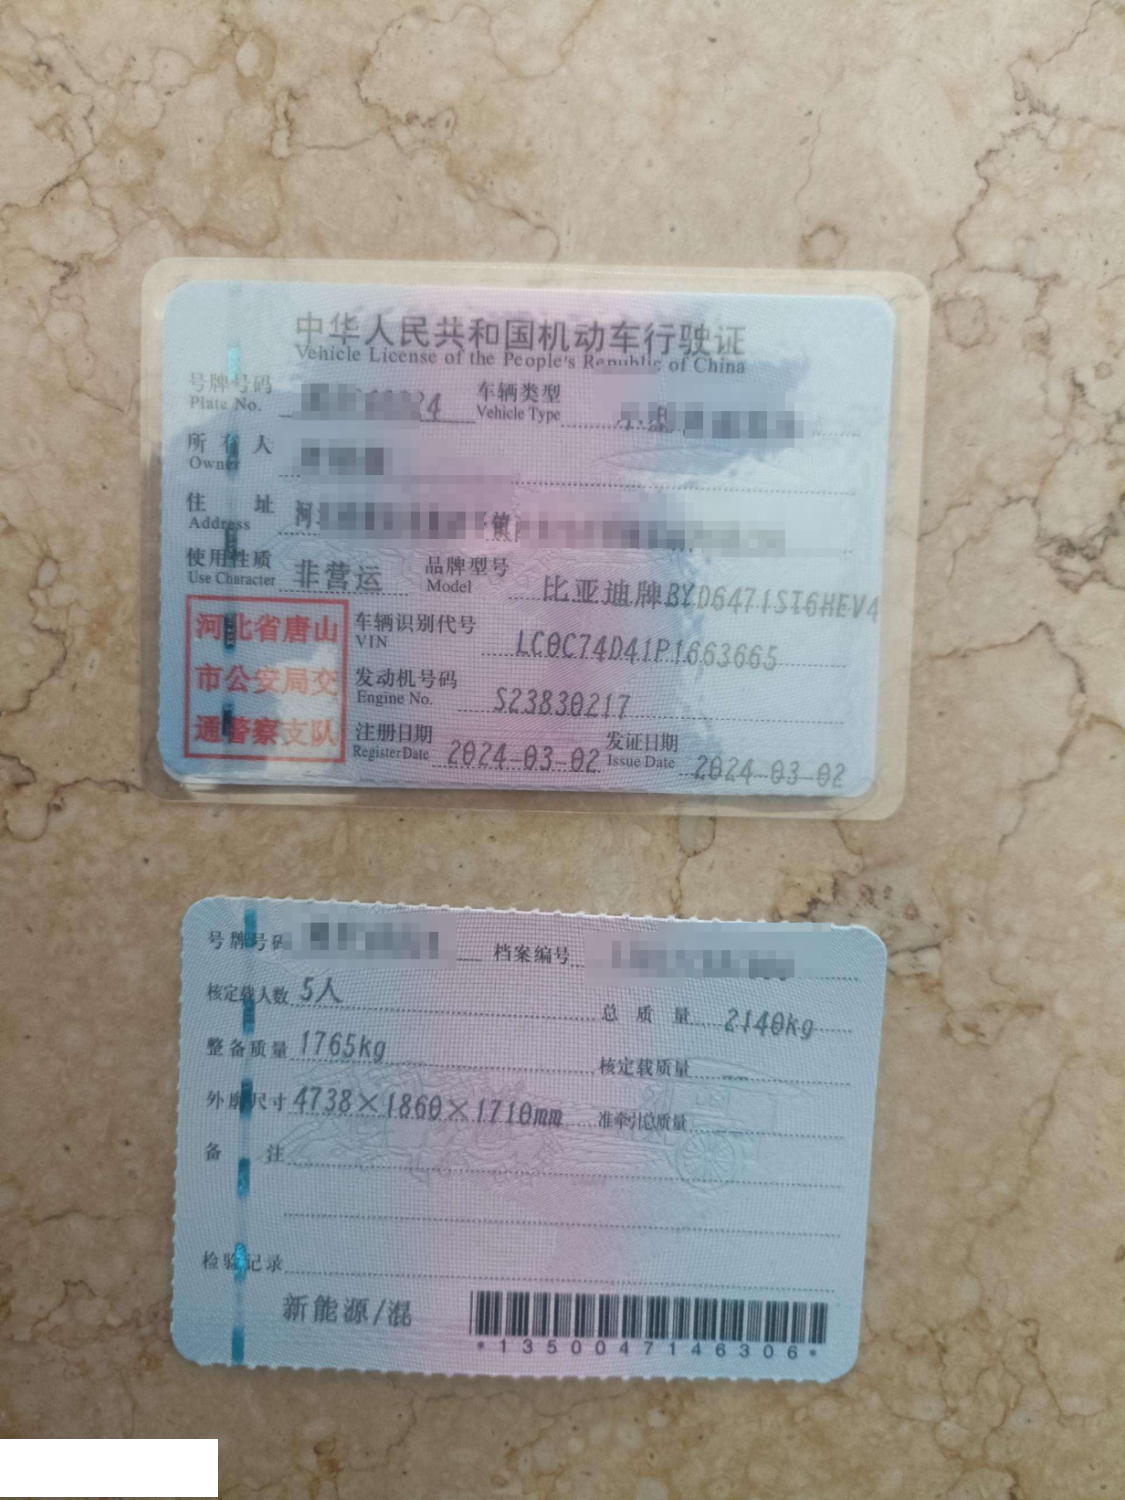 中华人民共和国机动车行驶证
Vehicle License of the People's Republic of China
号牌号码 车辆类型
Plate No. Vehicle Type
所有人
Owner
住址
Address
使用性质 非营运 品牌型号 比亚迪牌BYD6471ST6HEV4
Use Character Model
河北省唐山
市公安局交
通警察支队
车辆识别代号 LC0C74D41P1663665
VIN
发动机号码 S23830217
Engine No.
注册日期 2024-03-02 发证日期 2024-03-02
Register Date Issue Date
号牌号码 档案编号
核定载人数 5人 总质量 2140kg
整备质量 1765kg 核定载质量 --
外廓尺寸 4738×1860×1710mm 准牵引总质量
备注
检验记录
新能源/混
*1350047146306*